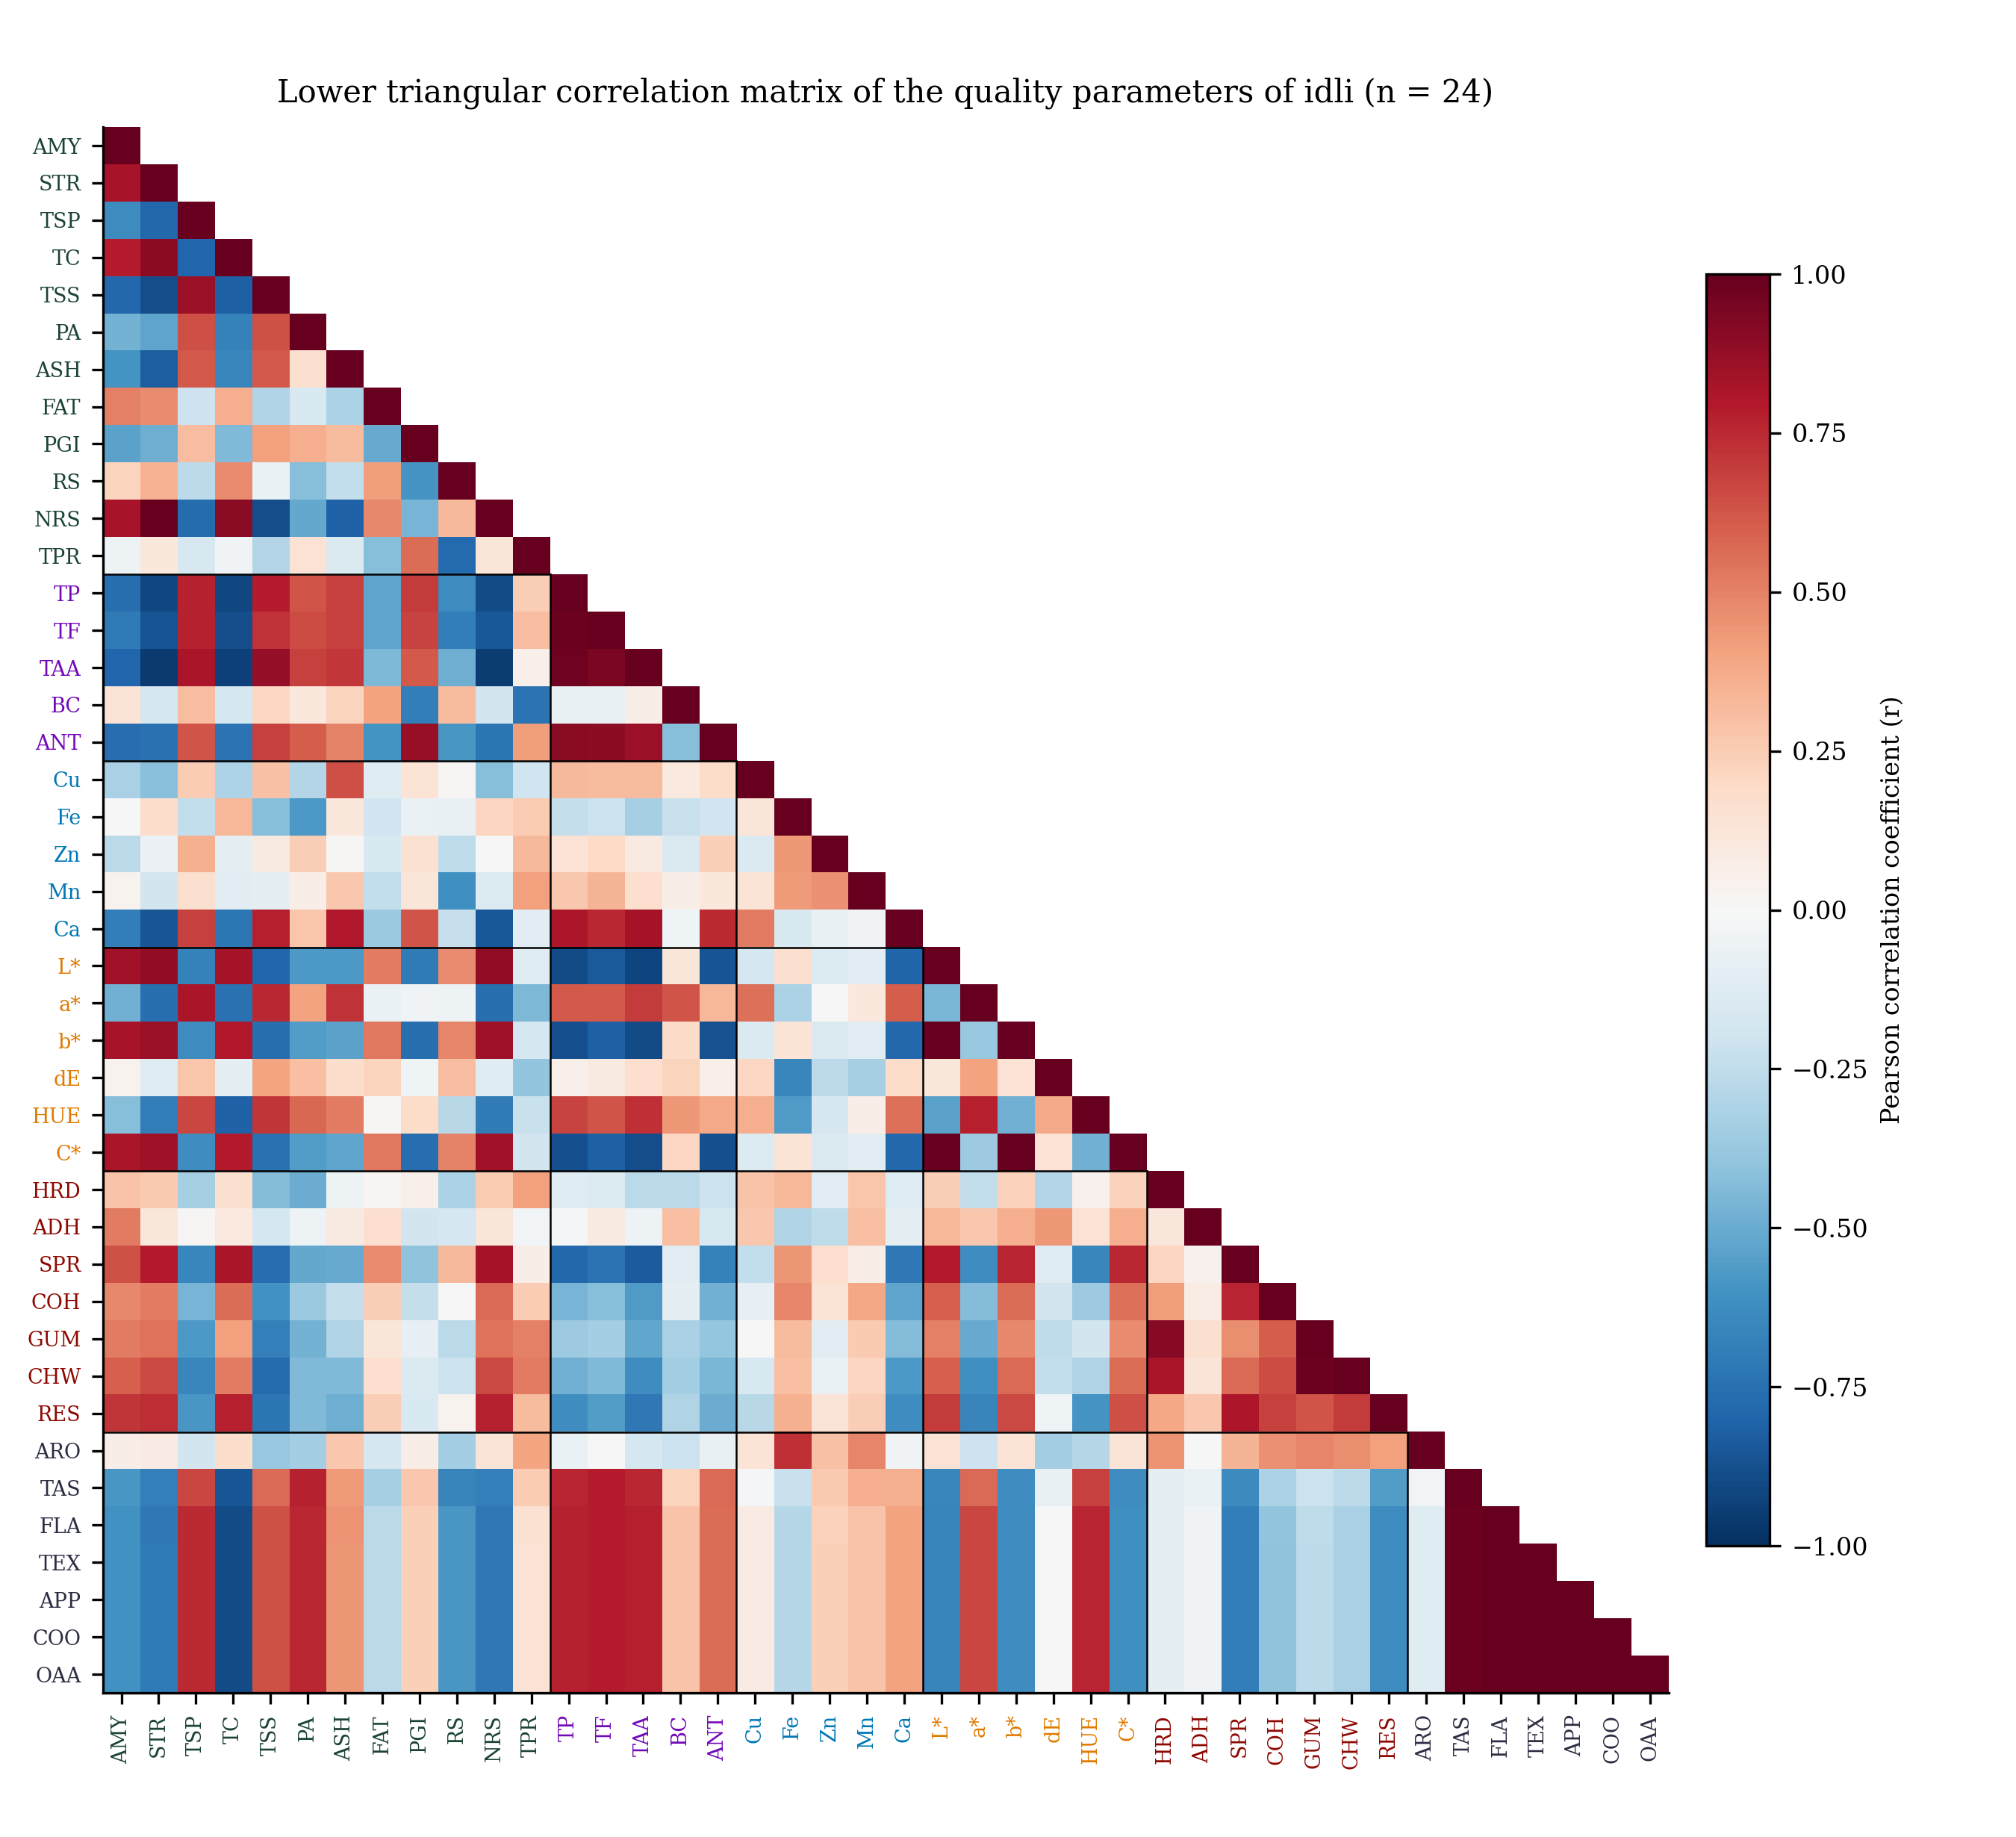 Lower triangular correlation matrix of the quality parameters of idli (n = 24)
AMY
STR
TSP
TC
TSS
PA
ASH
FAT
PGI
RS
NRS
TPR
TP
TF
TAA
BC
ANT
Cu
Fe
Zn
Mn
Ca
L*
a*
b*
dE
HUE
C*
HRD
ADH
SPR
COH
GUM
CHW
RES
ARO
TAS
FLA
TEX
APP
COO
OAA
AMY STR TSP TC TSS PA ASH FAT PGI RS NRS TPR TP TF TAA BC ANT Cu Fe Zn Mn Ca L* a* b* dE HUE C* HRD ADH SPR COH GUM CHW RES ARO TAS FLA TEX APP COO OAA
1.00
0.75
0.50
0.25
0.00
−0.25
−0.50
−0.75
−1.00
Pearson correlation coefficient (r)